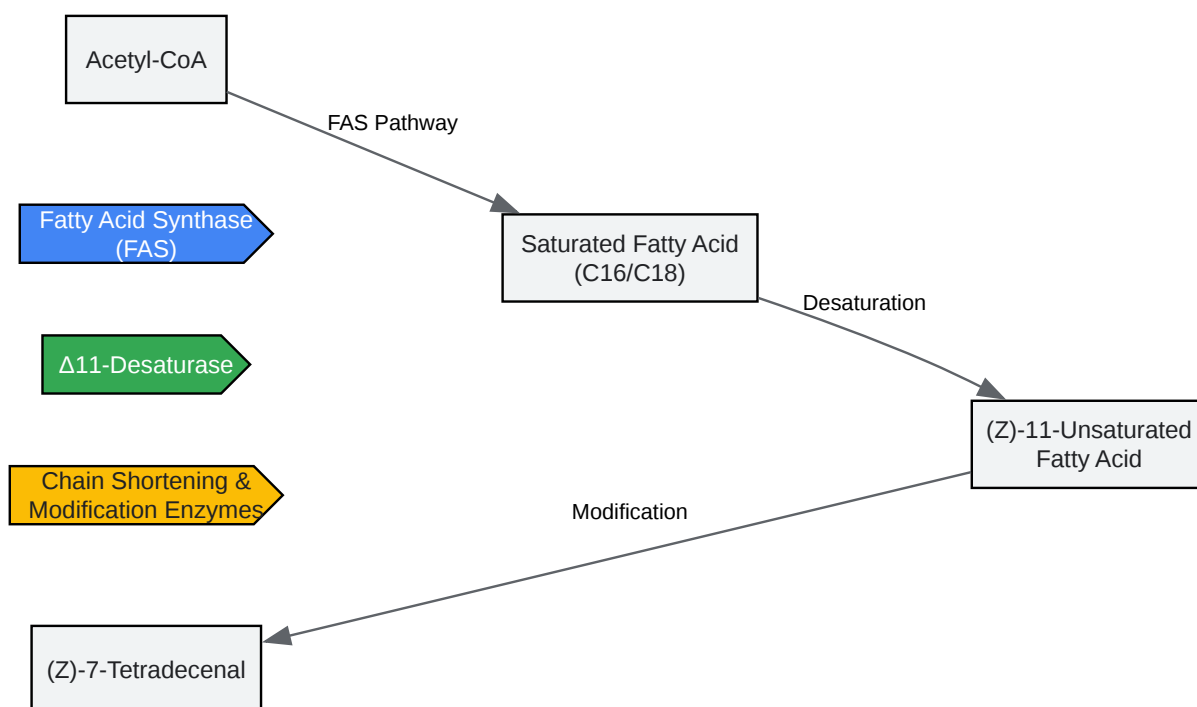 Acetyl-CoA
FAS Pathway
Fatty Acid Synthase
(FAS)
Saturated Fatty Acid
(C16/C18)
Desaturation
Δ11-Desaturase
(Z)-11-Unsaturated
Fatty Acid
Chain Shortening &
Modification Enzymes
Modification
(Z)-7-Tetradecenal